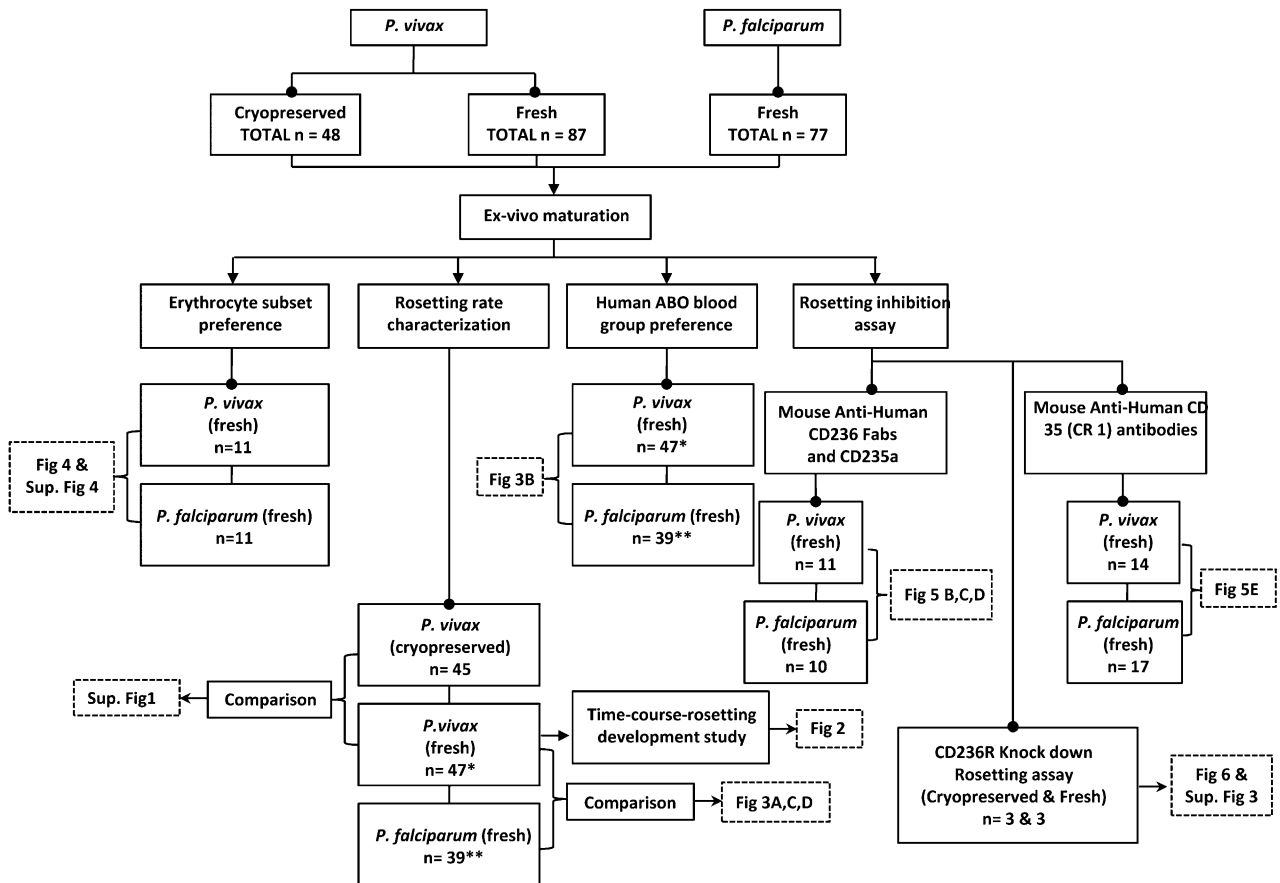 P. vivax
P. falciparum
Cryopreserved
TOTAL n = 48
Fresh
TOTAL n = 87
Fresh
TOTAL n = 77
Ex-vivo maturation
Erythrocyte subset
preference
Rosetting rate
characterization
Human ABO blood
group preference
Rosetting inhibition
assay
P. vivax
(fresh)
n=11
P. falciparum (fresh)
n=11
Fig 4 &
Sup. Fig 4
P. vivax
(fresh)
n= 47*
P. falciparum (fresh)
n= 39**
Fig 3B
Mouse Anti-Human
CD236 Fabs
and CD235a
Mouse Anti-Human CD
35 (CR 1) antibodies
P. vivax
(fresh)
n= 11
P. falciparum
(fresh)
n= 10
Fig 5 B,C,D
P. vivax
(fresh)
n= 14
P. falciparum
(fresh)
n= 17
Fig 5E
P. vivax
(cryopreserved)
n= 45
P.vivax
(fresh)
n= 47*
P. falciparum (fresh)
n= 39**
Comparison
Sup. Fig1
Time-course-rosetting
development study
Fig 2
Comparison
Fig 3A,C,D
CD236R Knock down
Rosetting assay
(Cryopreserved & Fresh)
n= 3 & 3
Fig 6 &
Sup. Fig 3